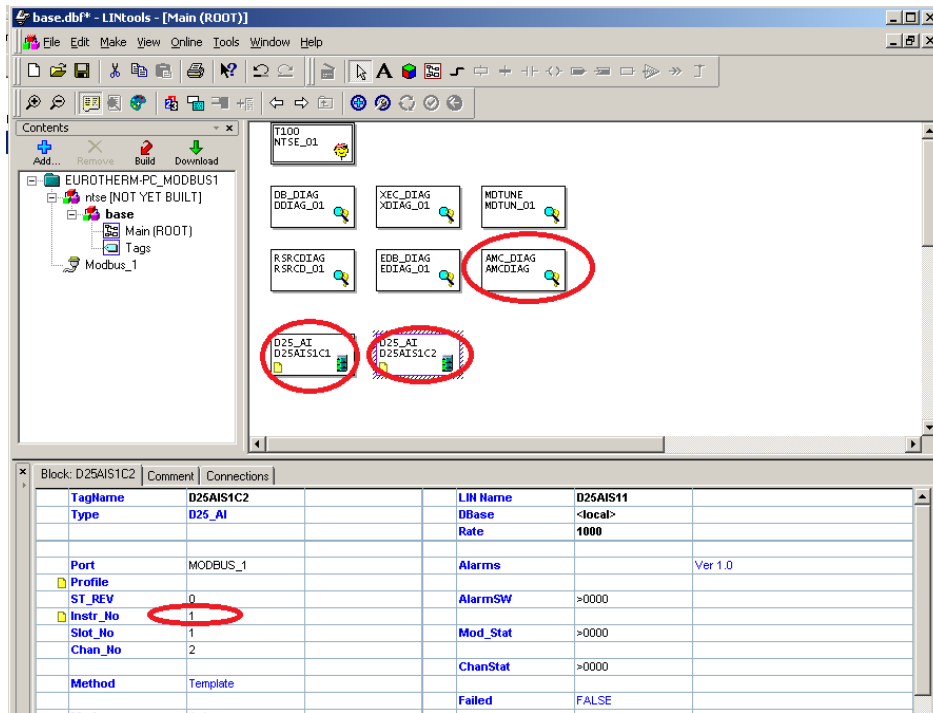 base.dbf* - LINtools - [Main (ROOT)]
File Edit Make View Online Tools Window Help
Contents
Add... Remove Build Download
EUROTHERM-PC_MODBUS1
ntse [NOT YET BUILT]
base
Main (ROOT)
Tags
Modbus_1
T100
NTSE_01
DB_DIAG
DDIAG_01
XEC_DIAG
XDIAG_01
MDTUNE
MDTUN_01
RSRCDIAG
RSRCD_01
EDB_DIAG
EDIAG_01
AMC_DIAG
AMCDIAG
D25_AI
D25AIS1C1
D25_AI
D25AIS1C2
Block: D25AIS1C2 Comment Connections
TagName D25AIS1C2 LIN Name D25AIS11
Type D25_AI DBase <local>
Rate 1000
Port MODBUS_1 Alarms Ver 1.0
Profile
ST_REV 0 AlarmSW >0000
Instr_No 1
Slot_No 1 Mod_Stat >0000
Chan_No 2
ChanStat >0000
Method Template
Failed FALSE